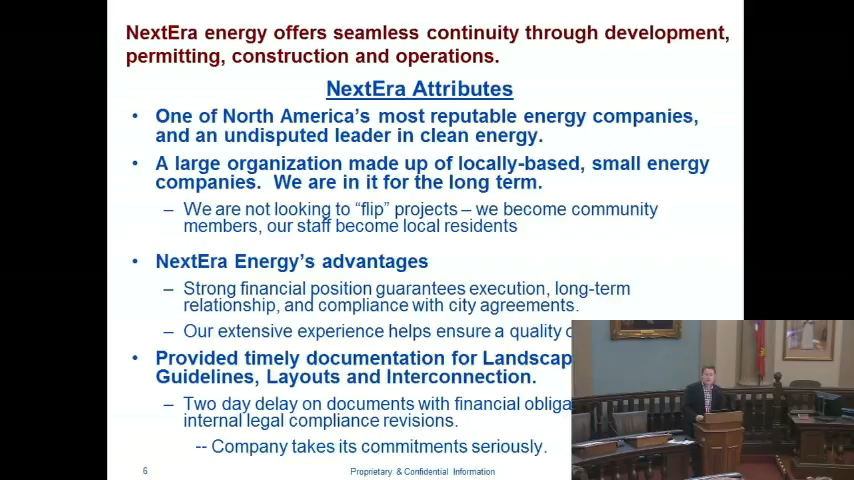 NextEra energy offers seamless continuity through development,
permitting, construction and operations.
NextEra Attributes
• One of North America's most reputable energy companies,
and an undisputed leader in clean energy.
• A large organization made up of locally-based, small energy
companies. We are in it for the long term.
– We are not looking to “flip” projects – we become community
members, our staff become local residents
• NextEra Energy's advantages
– Strong financial position guarantees execution, long-term
relationship, and compliance with city agreements.
– Our extensive experience helps ensure a quality
• Provided timely documentation for
Guidelines, Layouts and Interconnection.
– Two day delay on documents with financial
internal legal compliance revisions.
-- Company takes its commitments seriously.
6
Proprietary & Confidential Information